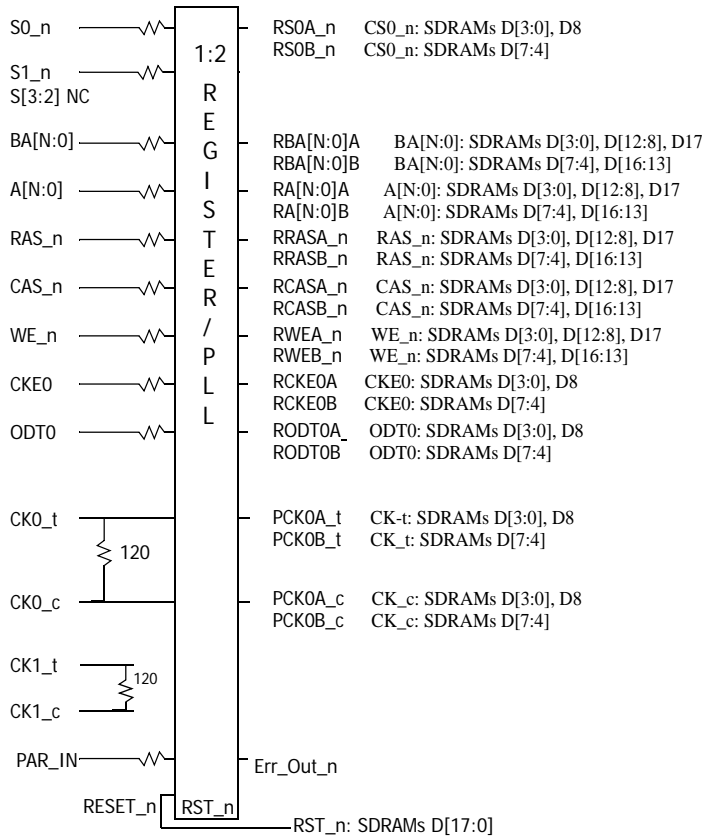 S0_n RS0A_n CS0_n: SDRAMs D[3:0], D8
RS0B_n CS0_n: SDRAMs D[7:4]
1:2
S1_n
S[3:2] NC
REGISTER/PLL
BA[N:0] RBA[N:0]A BA[N:0]: SDRAMs D[3:0], D[12:8], D17
RBA[N:0]B BA[N:0]: SDRAMs D[7:4], D[16:13]
A[N:0] RA[N:0]A A[N:0]: SDRAMs D[3:0], D[12:8], D17
RA[N:0]B A[N:0]: SDRAMs D[7:4], D[16:13]
RAS_n RRASA_n RAS_n: SDRAMs D[3:0], D[12:8], D17
RRASB_n RAS_n: SDRAMs D[7:4], D[16:13]
CAS_n RCASA_n CAS_n: SDRAMs D[3:0], D[12:8], D17
RCASB_n CAS_n: SDRAMs D[7:4], D[16:13]
WE_n RWEA_n WE_n: SDRAMs D[3:0], D[12:8], D17
RWEB_n WE_n: SDRAMs D[7:4], D[16:13]
CKE0 RCKE0A CKE0: SDRAMs D[3:0], D8
RCKE0B CKE0: SDRAMs D[7:4]
ODT0 RODT0A_ ODT0: SDRAMs D[3:0], D8
RODT0B ODT0: SDRAMs D[7:4]
CK0_t PCK0A_t CK-t: SDRAMs D[3:0], D8
PCK0B_t CK_t: SDRAMs D[7:4]
120
CK0_c PCK0A_c CK_c: SDRAMs D[3:0], D8
PCK0B_c CK_c: SDRAMs D[7:4]
CK1_t
120
CK1_c
PAR_IN Err_Out_n
RESET_n RST_n
RST_n: SDRAMs D[17:0]